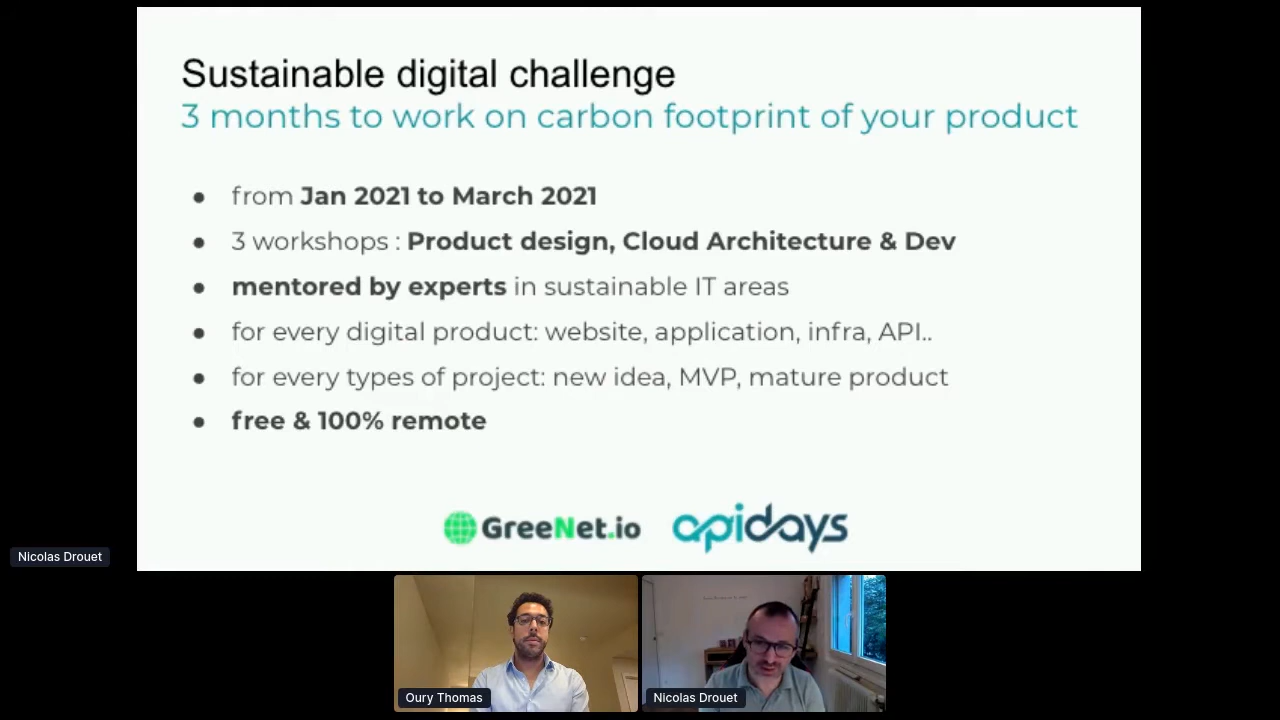 Sustainable digital challenge
3 months to work on carbon footprint of your product
● from Jan 2021 to March 2021
● 3 workshops : Product design, Cloud Architecture & Dev
● mentored by experts in sustainable IT areas
● for every digital product: website, application, infra, API..
● for every types of project: new idea, MVP, mature product
● free & 100% remote
GreeNet.io apidays
Nicolas Drouet
Oury Thomas
Nicolas Drouet